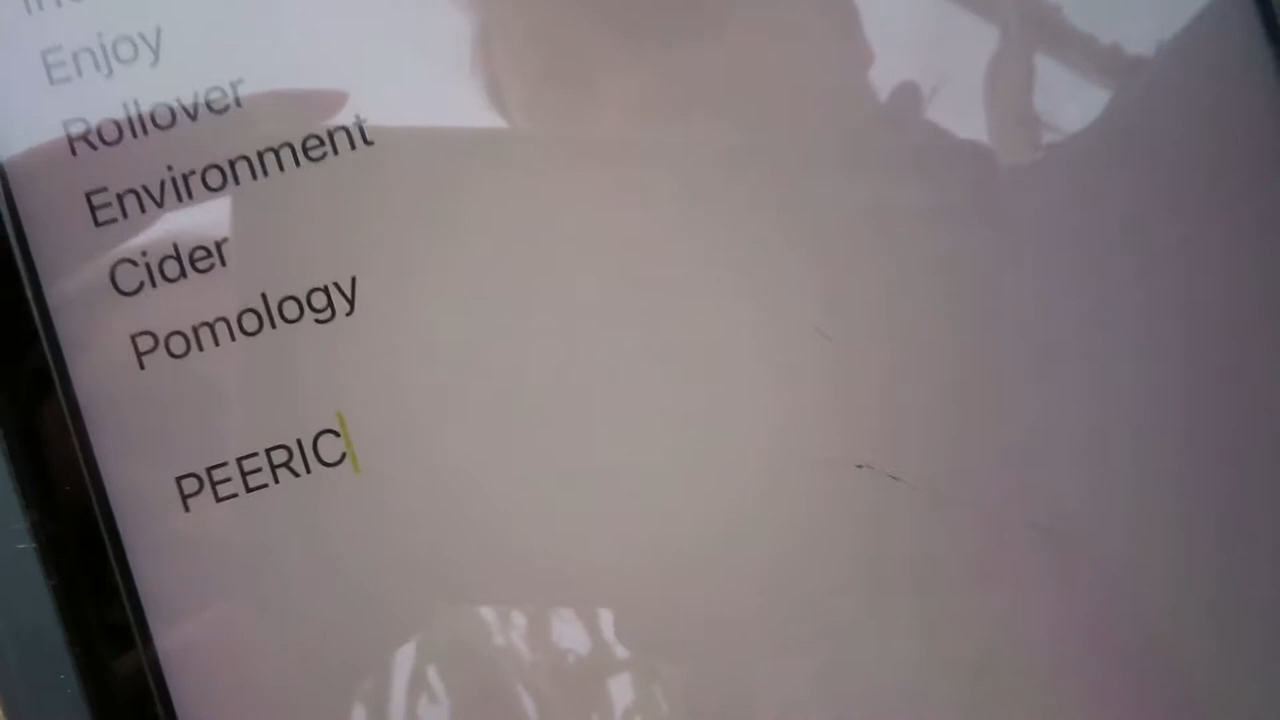 Enjoy
Rollover
Environment
Cider
Pomology
PEERIC